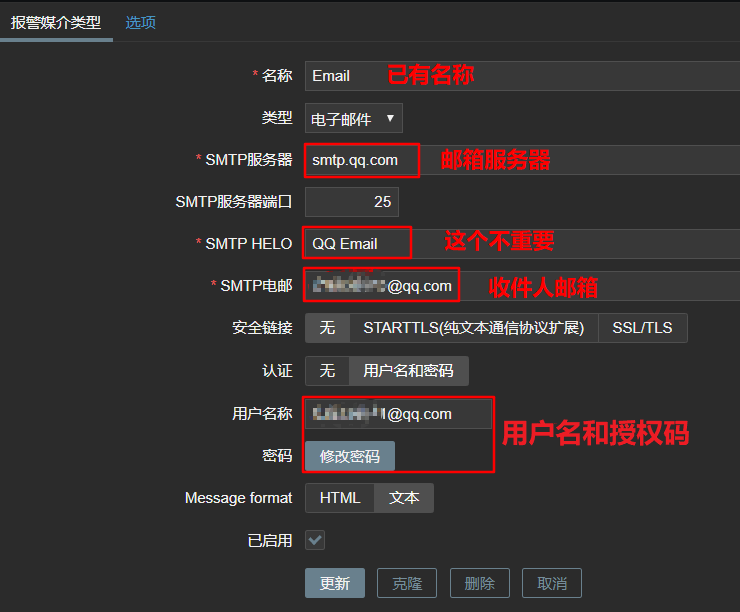 报警媒介类型 选项
* 名称 Email 已有名称
类型 电子邮件
* SMTP服务器 smtp.qq.com 邮箱服务器
SMTP服务器端口 25
* SMTP HELO QQ Email 这个不重要
* SMTP电邮 @qq.com 收件人邮箱
安全链接 无 STARTTLS(纯文本通信协议扩展) SSL/TLS
认证 无 用户名和密码
用户名称 @qq.com
用户名和授权码
密码 修改密码
Message format HTML 文本
已启用
更新 克隆 删除 取消